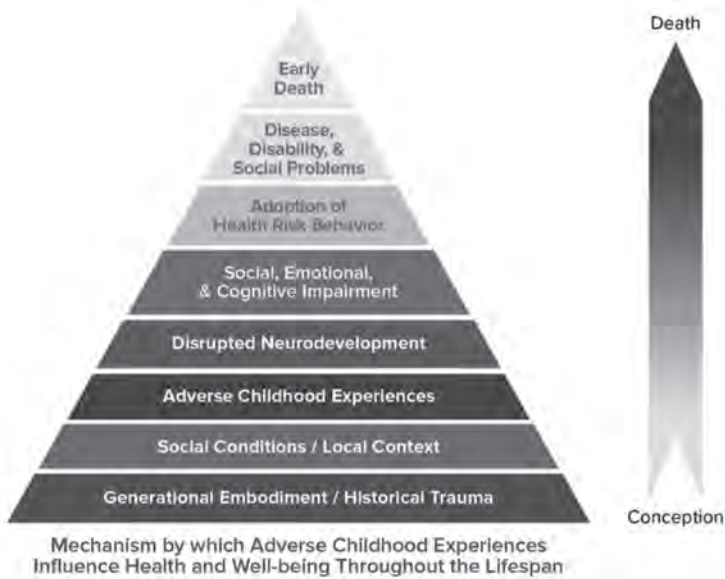 Death
Early
Death
Disease,
Disability, &
Social Problems
Adoption of
Health Risk Behavior
Social, Emotional,
& Cognitive Impairment
Disrupted Neurodevelopment
Adverse Childhood Experiences
Social Conditions / Local Context
Generational Embodiment / Historical Trauma
Conception
Mechanism by which Adverse Childhood Experiences
Influence Health and Well-being Throughout the Lifespan